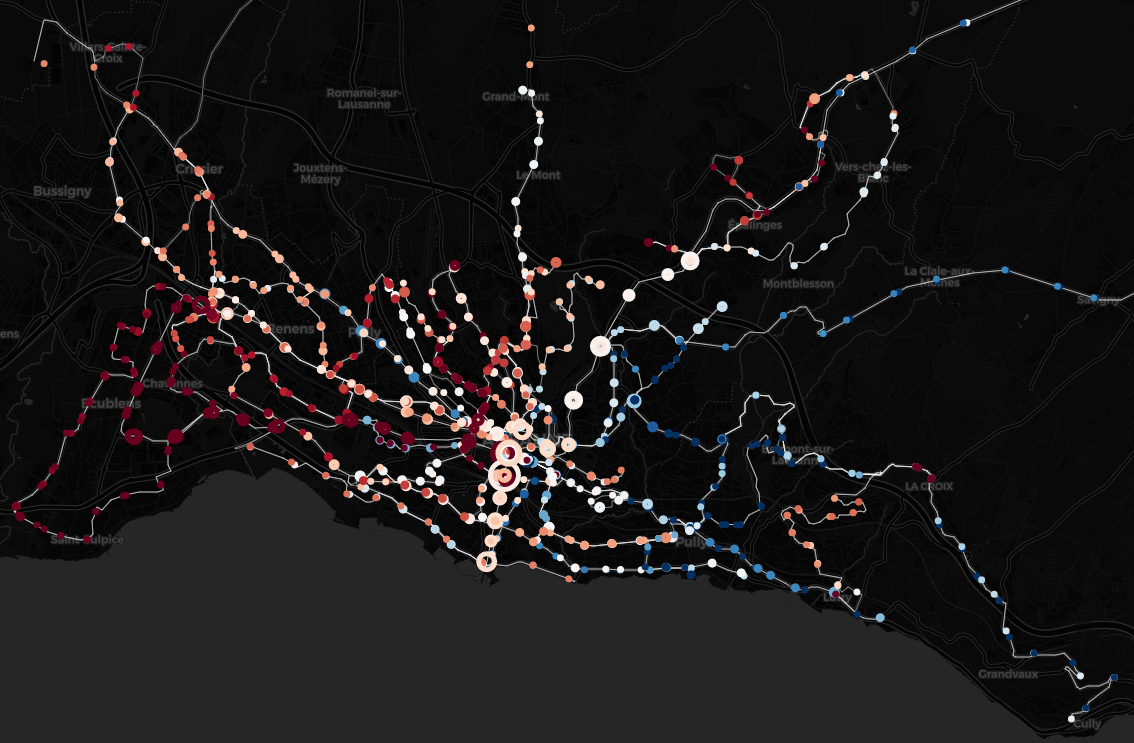 Villars-Sainte-
Croix
Romanel-sur-
Lausanne
Grand-Mont
Crissier
Jouxtens-
Mézery
Le Mont
Vers-chez-les-
Blanc
Bussigny
Épalinges
La Claie-aux-
Moines
Montblesson
Savigny
ens
Renens
Prilly
Chavannes
Ecublens
Belmont-sur-
Lausanne
LA CROIX
Saint-Sulpice
Pully
Lutry
Grandvaux
Cully